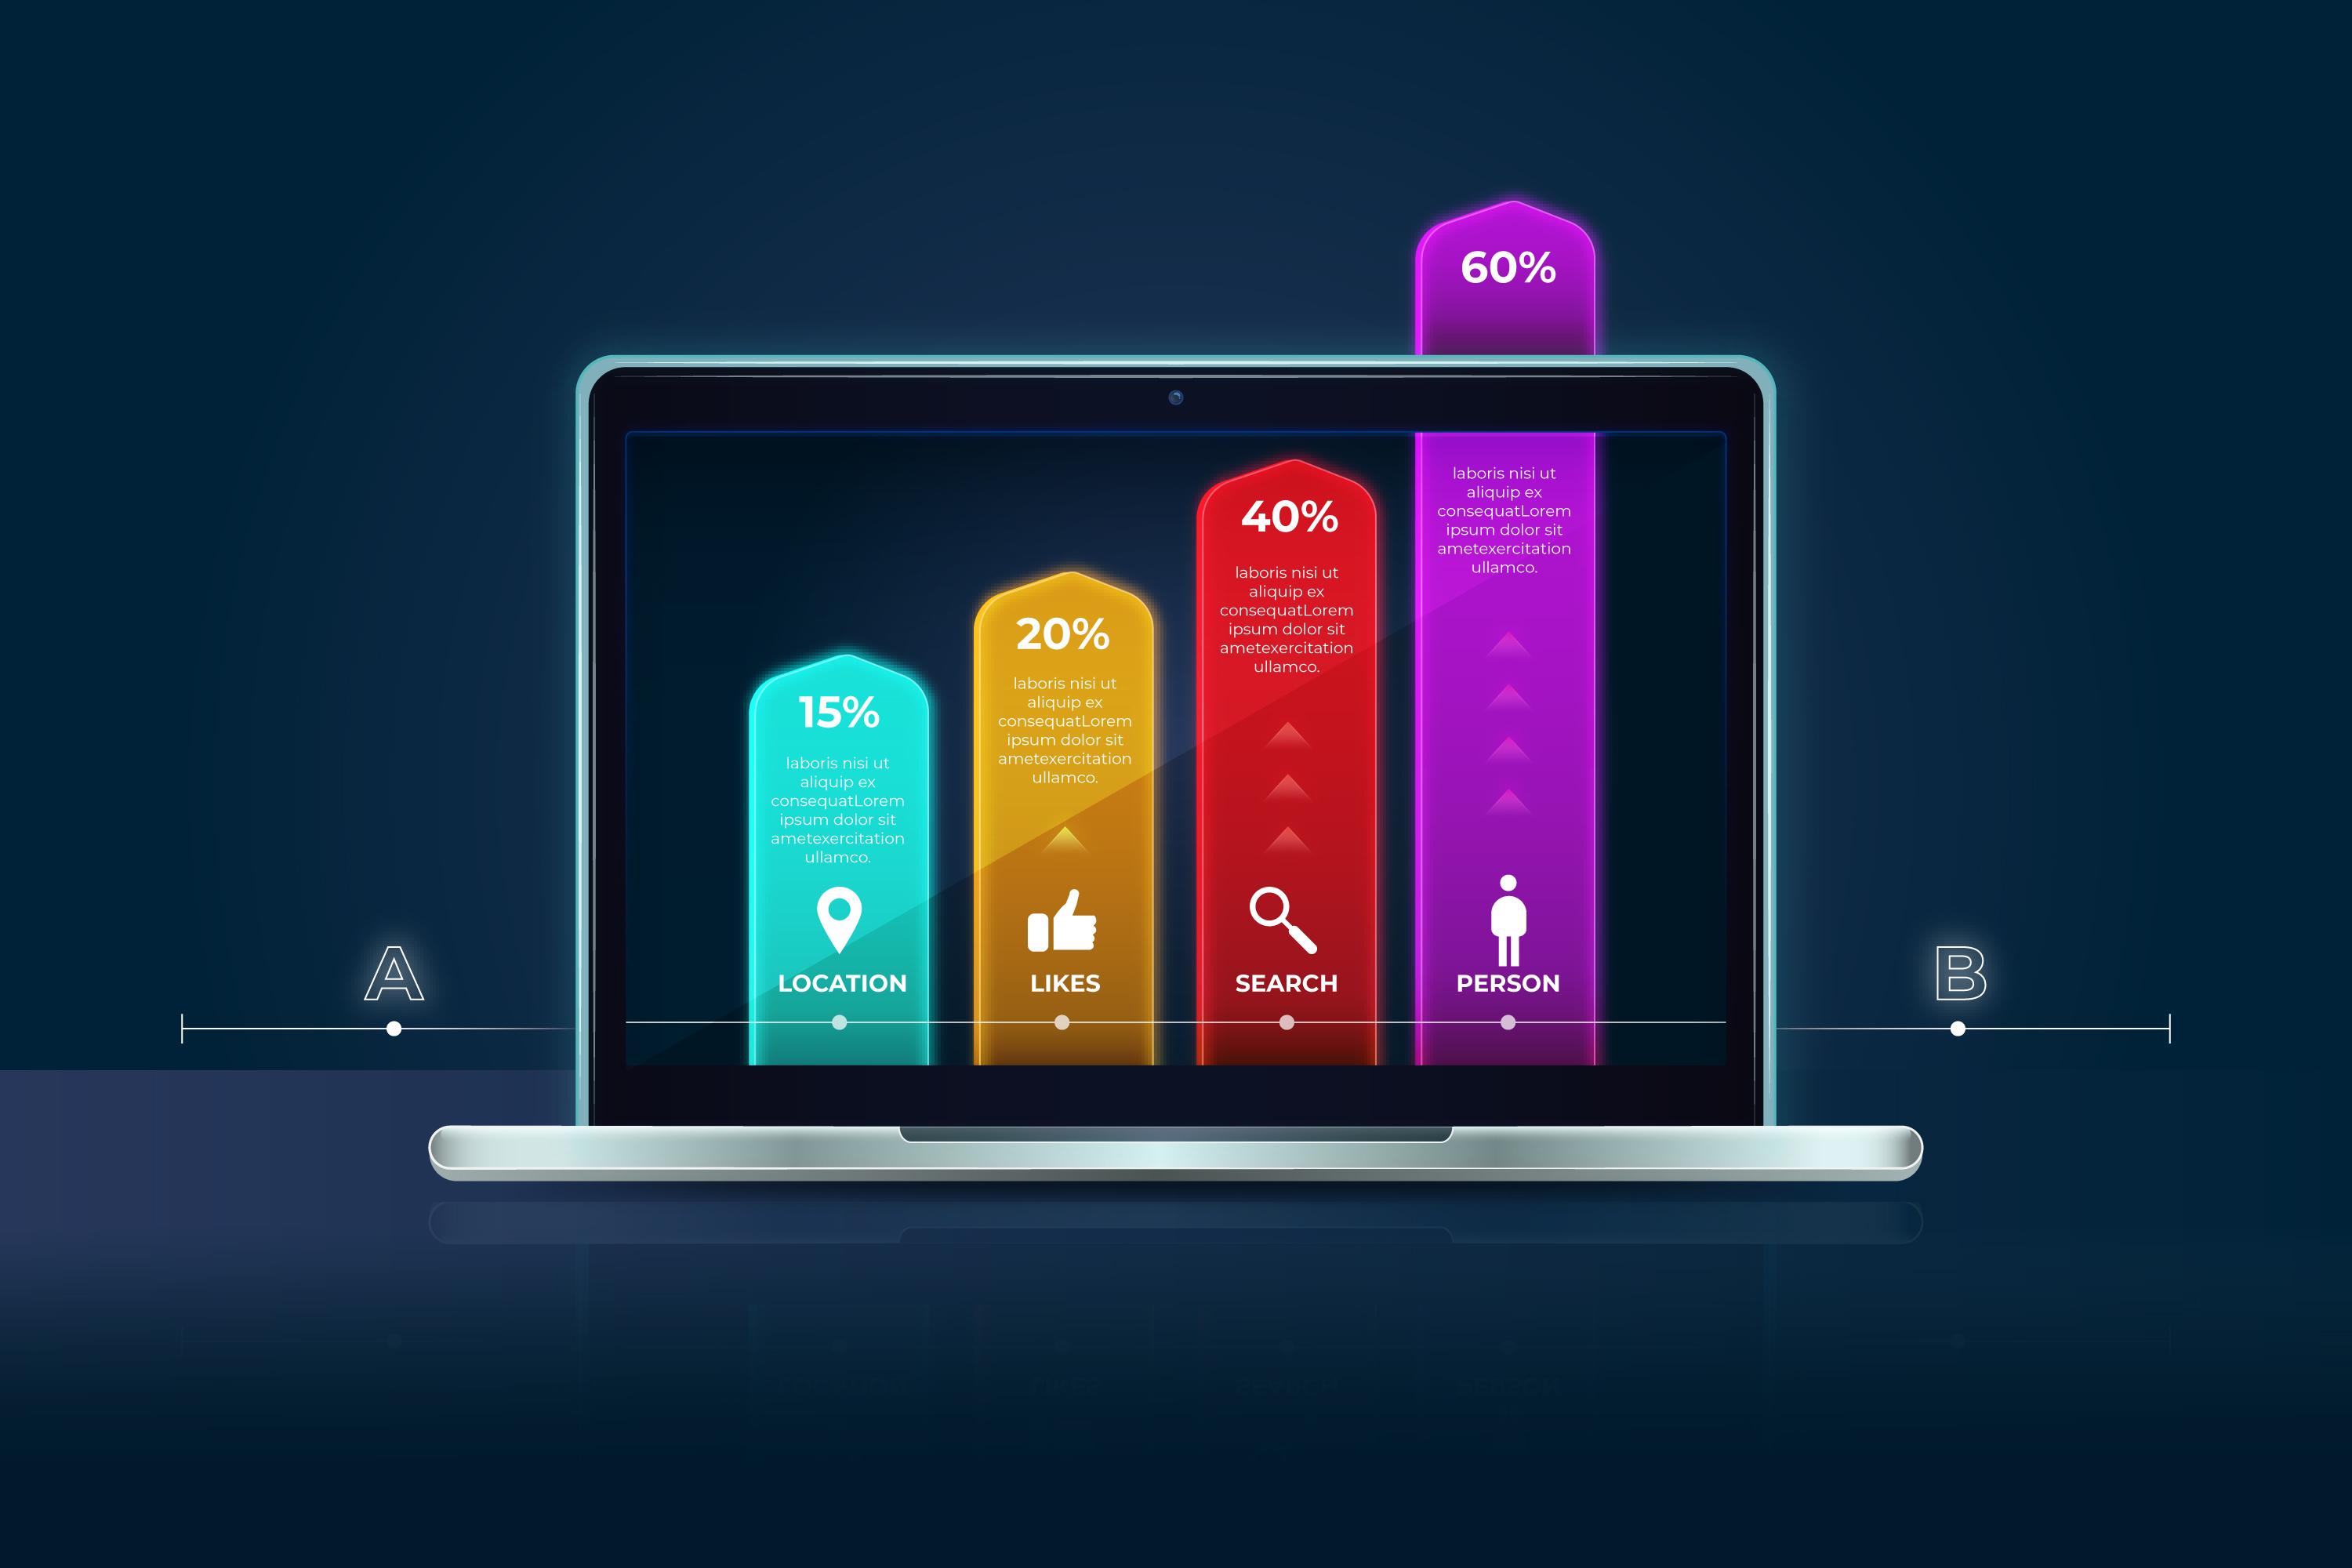 60%
laboris nisi ut
aliquip ex
consequatLorem
ipsum dolor sit
ametexercitation
ullamco.
PERSON
40%
laboris nisi ut
aliquip ex
consequatLorem
ipsum dolor sit
ametexercitation
ullamco.
SEARCH
20%
laboris nisi ut
aliquip ex
consequatLorem
ipsum dolor sit
ametexercitation
ullamco.
LIKES
15%
laboris nisi ut
aliquip ex
consequatLorem
ipsum dolor sit
ametexercitation
ullamco.
LOCATION
A
B